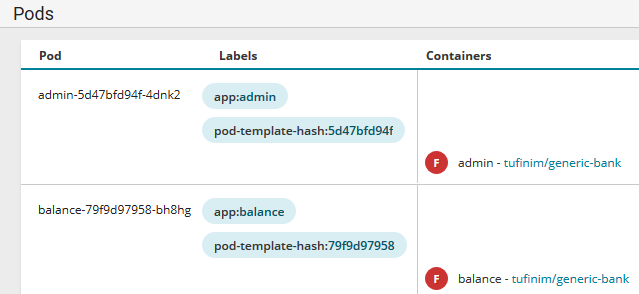 Pods
Pod Labels Containers
admin-5d47bfd94f-4dnk2 app:admin
pod-template-hash:5d47bfd94f
F admin - tufinim/generic-bank
balance-79f9d97958-bh8hg app:balance
pod-template-hash:79f9d97958
F balance - tufinim/generic-bank